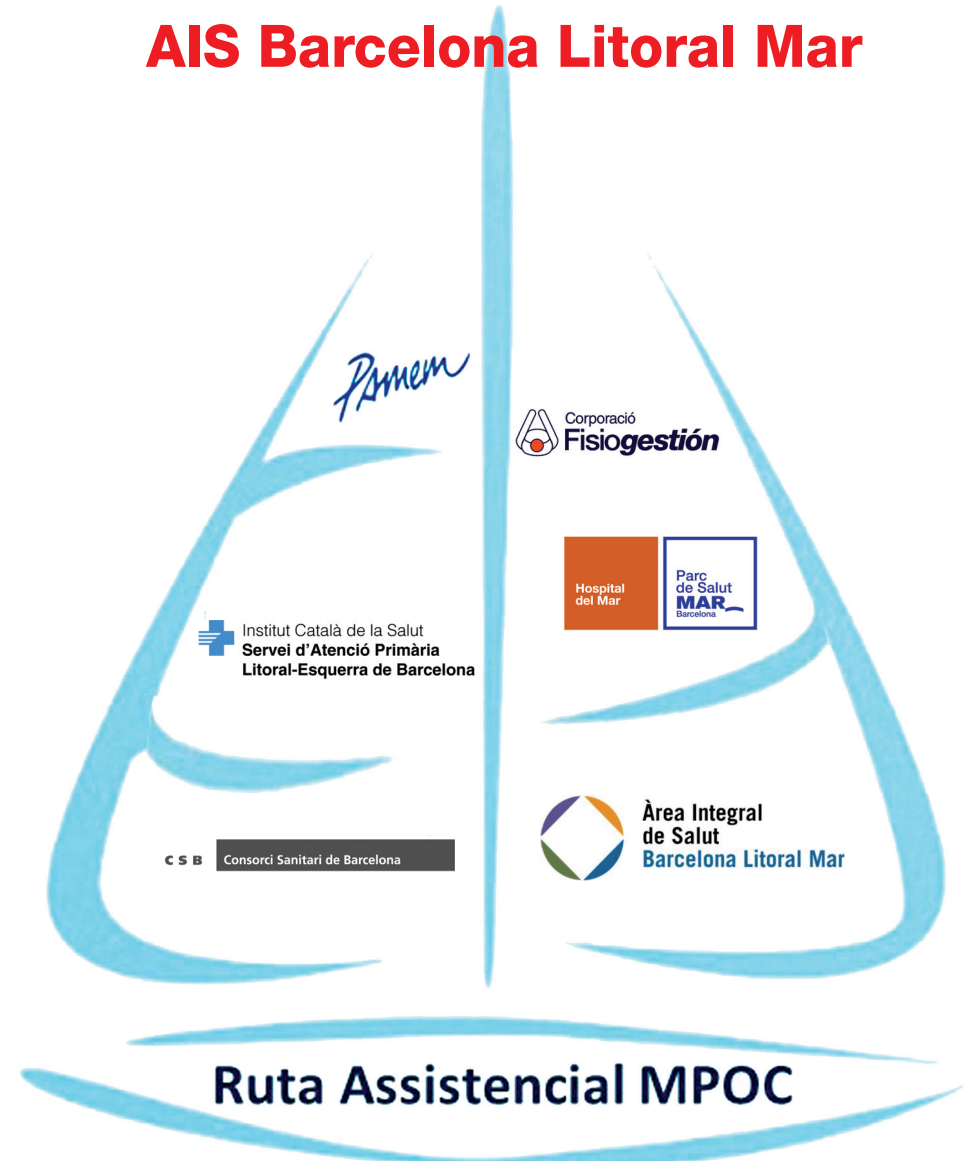 AIS Barcelona Litoral Mar
Pamem
Corporació
Fisiogestión
Hospital
del Mar
Parc
de Salut
MAR
Barcelona
Institut Català de la Salut
Servei d'Atenció Primària
Litoral-Esquerra de Barcelona
Àrea Integral
de Salut
Barcelona Litoral Mar
CSB Consorci Sanitari de Barcelona
Ruta Assistencial MPOC